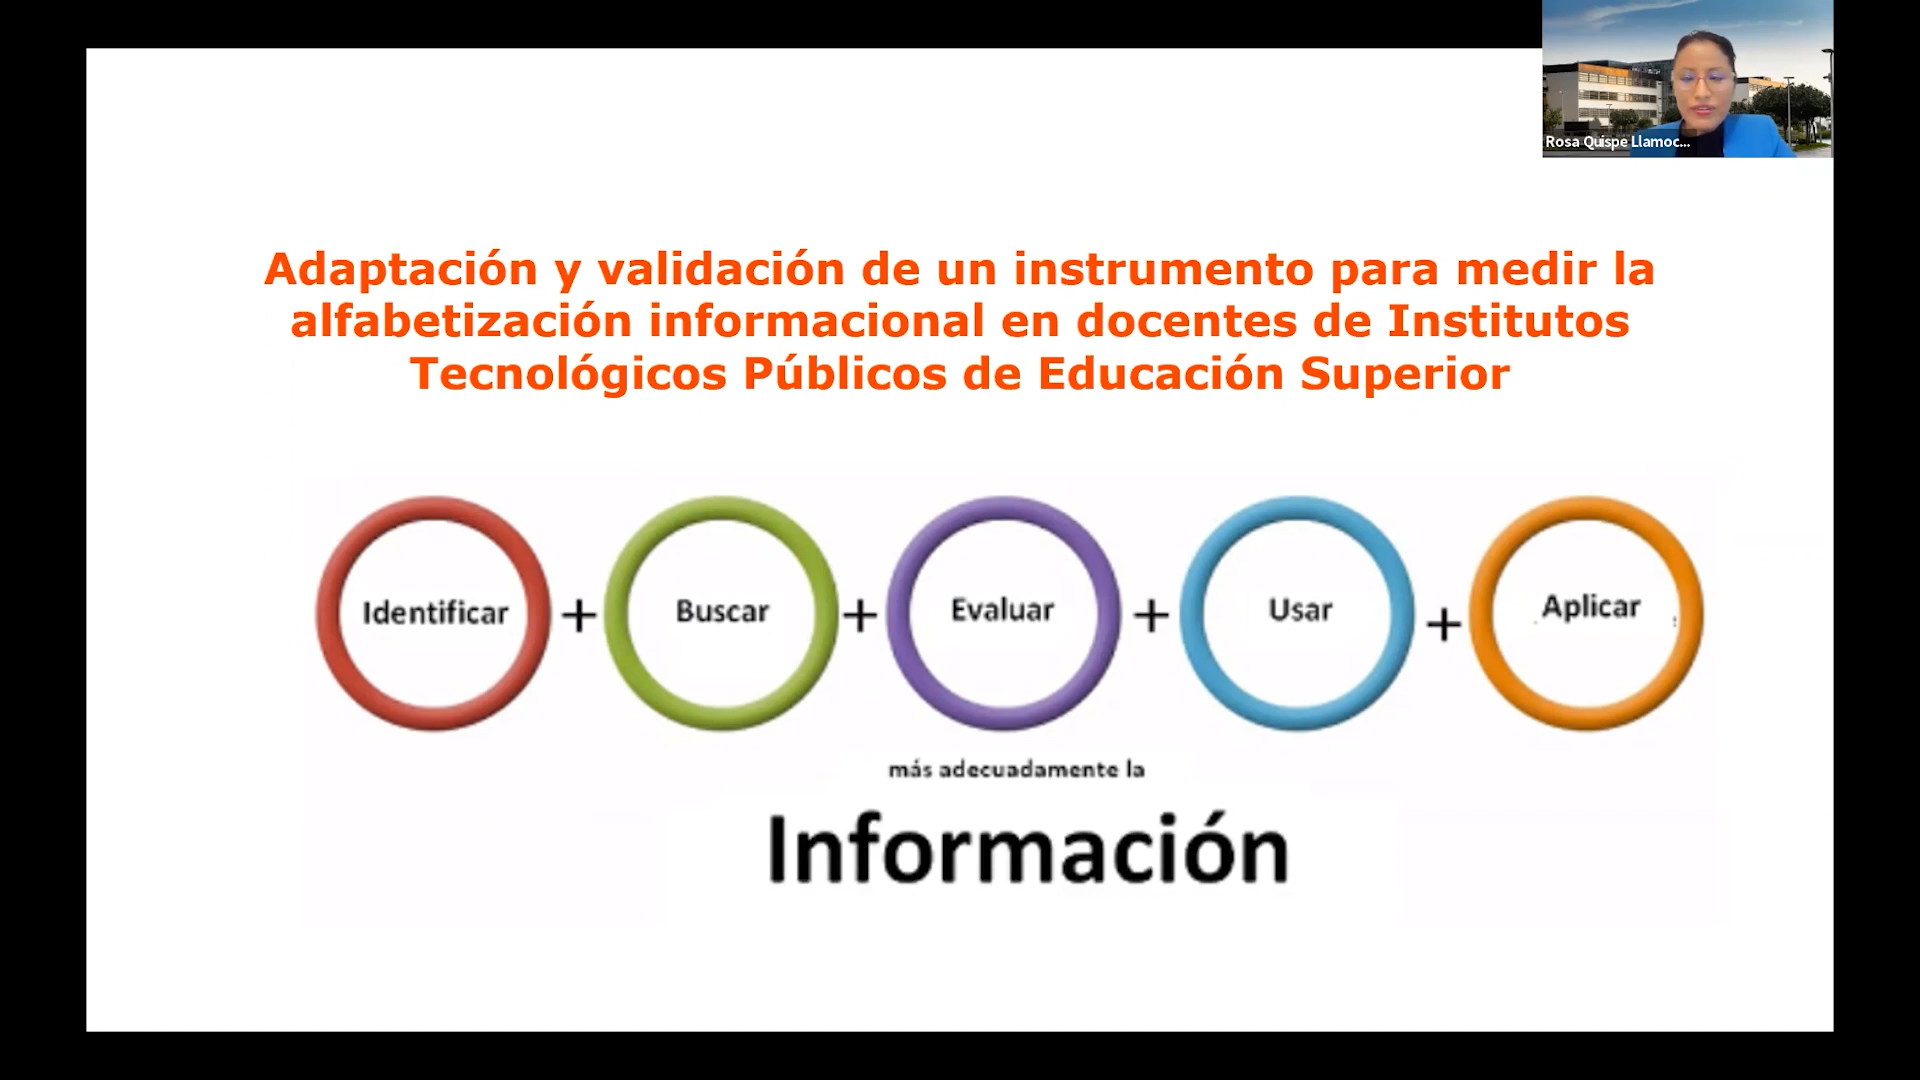 Rosa Quispe Llamoc...
Adaptación y validación de un instrumento para medir la
alfabetización informacional en docentes de Institutos
Tecnológicos Públicos de Educación Superior
Identificar + Buscar + Evaluar + Usar + Aplicar
más adecuadamente la
Información